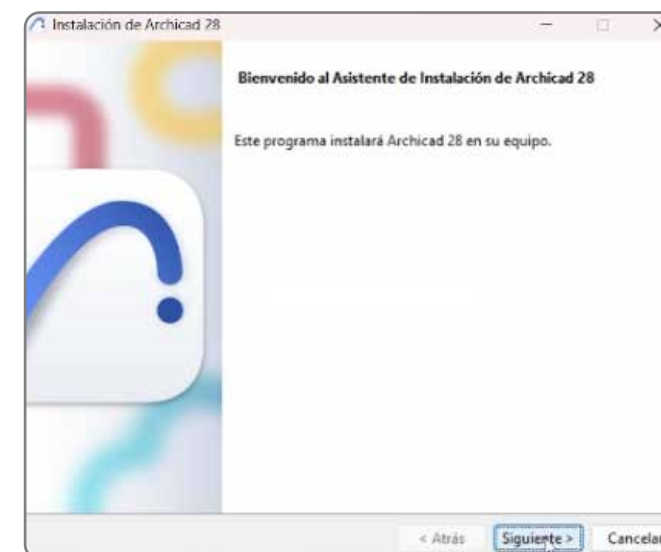 Instalación de Archicad 28
Bienvenido al Asistente de Instalación de Archicad 28
Este programa instalará Archicad 28 en su equipo.
< Atrás Siguiente > Cancelar